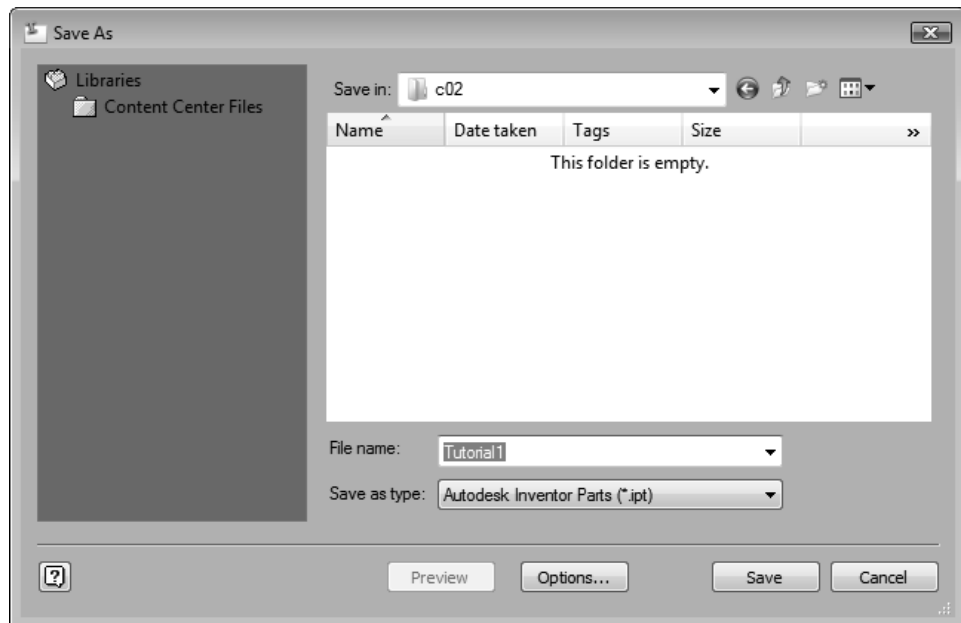 Save As
Libraries
Content Center Files
Save in: c02
Name Date taken Tags Size »
This folder is empty.
File name: Tutorial1
Save as type: Autodesk Inventor Parts (*.ipt)
Preview Options... Save Cancel